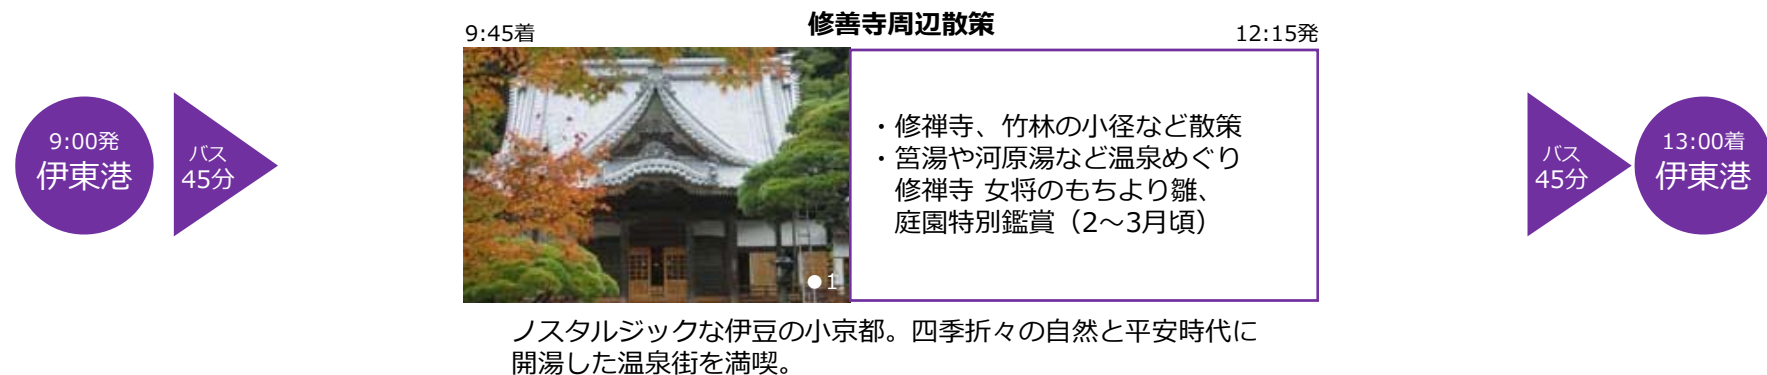 9:00発
伊東港
バス
45分
修善寺周辺散策
9:45着
12:15発
●1
・修禅寺、竹林の小径など散策
・筥湯や河原湯など温泉めぐり
修禅寺 女将のもちより雛、
庭園特別鑑賞（2～3月頃）
ノスタルジックな伊豆の小京都。四季折々の自然と平安時代に
開湯した温泉街を満喫。
バス
45分
13:00着
伊東港